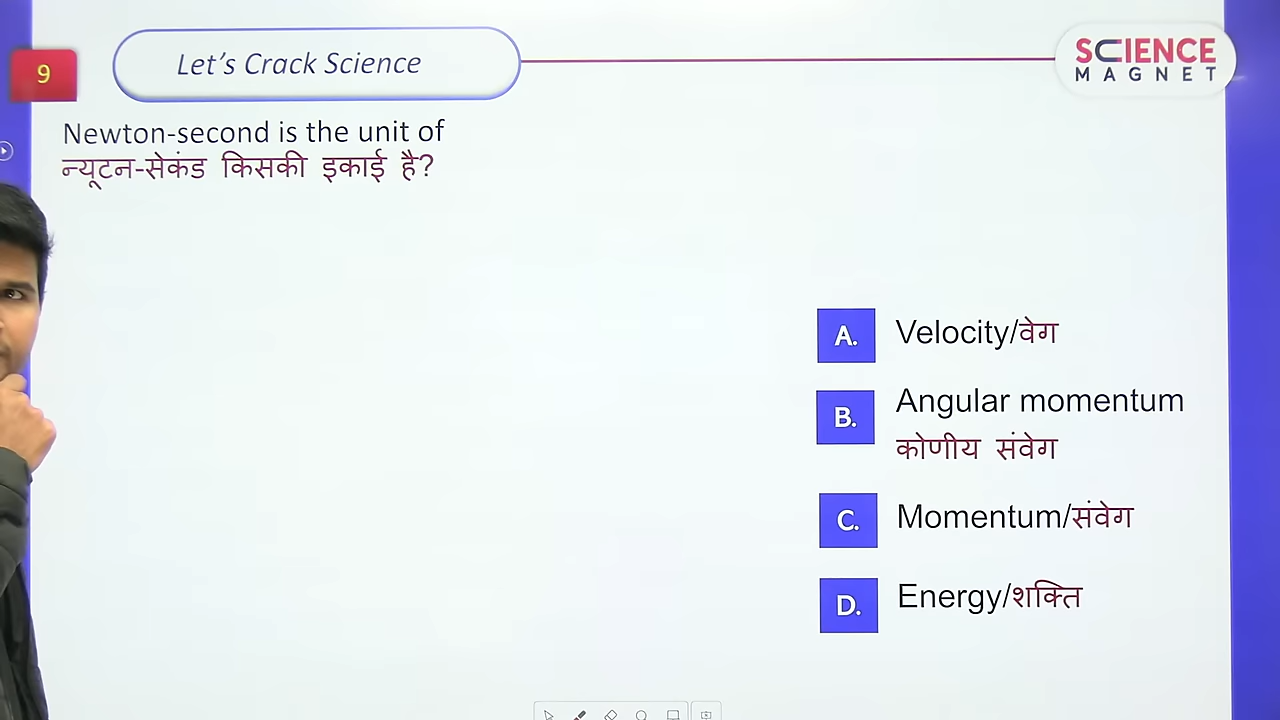 9
Let's Crack Science
SCIENCE
MAGNET
Newton-second is the unit of
न्यूटन-सेकंड किसकी इकाई है?
A. Velocity/वेग
B. Angular momentum
कोणीय संवेग
C. Momentum/संवेग
D. Energy/शक्ति